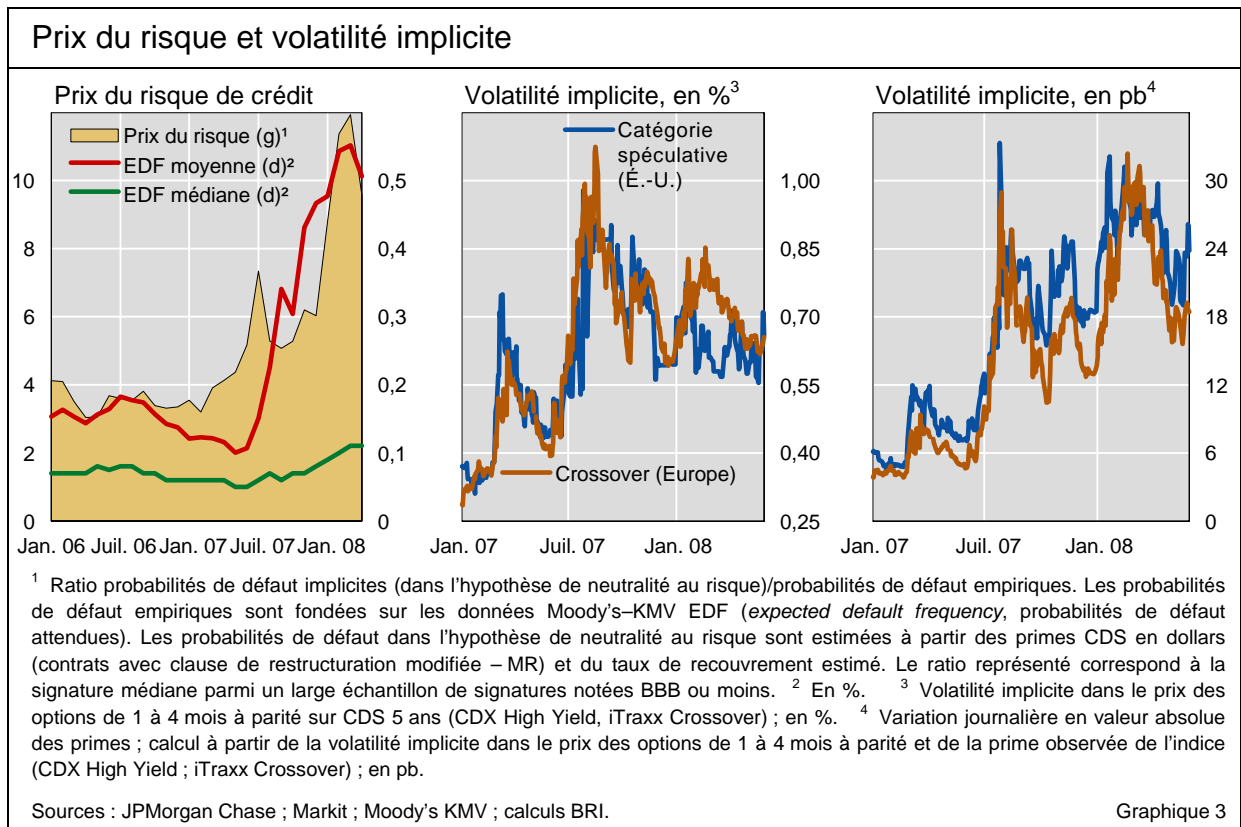 Prix du risque et volatilité implicite
Prix du risque de crédit
Prix du risque (g)¹
EDF moyenne (d)²
EDF médiane (d)²
10
8
6
4
2
0
0,5
0,4
0,3
0,2
0,1
0
Jan. 06 Juil. 06 Jan. 07 Juil. 07 Jan. 08
Volatilité implicite, en %³
Catégorie
spéculative
(É.-U.)
Crossover (Europe)
1,00
0,85
0,70
0,55
0,40
0,25
Jan. 07 Juil. 07 Jan. 08
Volatilité implicite, en pb⁴
30
24
18
12
6
0
Jan. 07 Juil. 07 Jan. 08
¹ Ratio probabilités de défaut implicites (dans l'hypothèse de neutralité au risque)/probabilités de défaut empiriques. Les probabilités
de défaut empiriques sont fondées sur les données Moody's–KMV EDF (expected default frequency, probabilités de défaut
attendues). Les probabilités de défaut dans l'hypothèse de neutralité au risque sont estimées à partir des primes CDS en dollars
(contrats avec clause de restructuration modifiée – MR) et du taux de recouvrement estimé. Le ratio représenté correspond à la
signature médiane parmi un large échantillon de signatures notées BBB ou moins. ² En %. ³ Volatilité implicite dans le prix des
options de 1 à 4 mois à parité sur CDS 5 ans (CDX High Yield, iTraxx Crossover) ; en %. ⁴ Variation journalière en valeur absolue
des primes ; calcul à partir de la volatilité implicite dans le prix des options de 1 à 4 mois à parité et de la prime observée de l'indice
(CDX High Yield ; iTraxx Crossover) ; en pb.
Sources : JPMorgan Chase ; Markit ; Moody's KMV ; calculs BRI.
Graphique 3